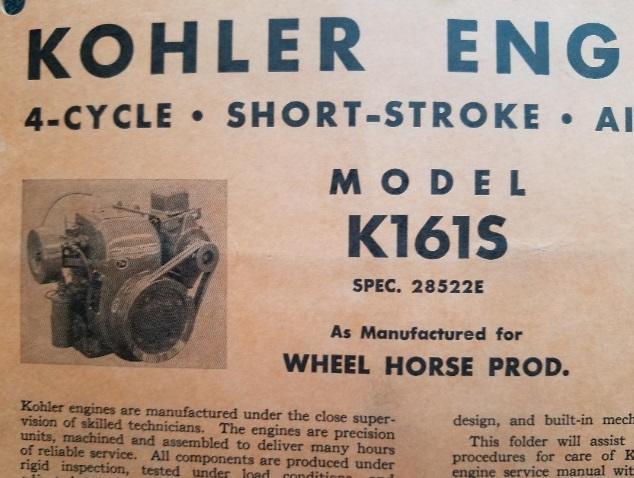 KOHLER ENG
4-CYCLE • SHORT-STROKE • AI
MODEL
K161S
SPEC. 28522E
As Manufactured for
WHEEL HORSE PROD.
Kohler engines are manufactured under the close super-
vision of skilled technicians. The engines are precision
units, machined and assembled to deliver many hours
of reliable service. All components are produced under
rigid inspection, tested under load conditions, and
design, and built-in mech
This folder will assist
procedures for care of K
engine service manual wit